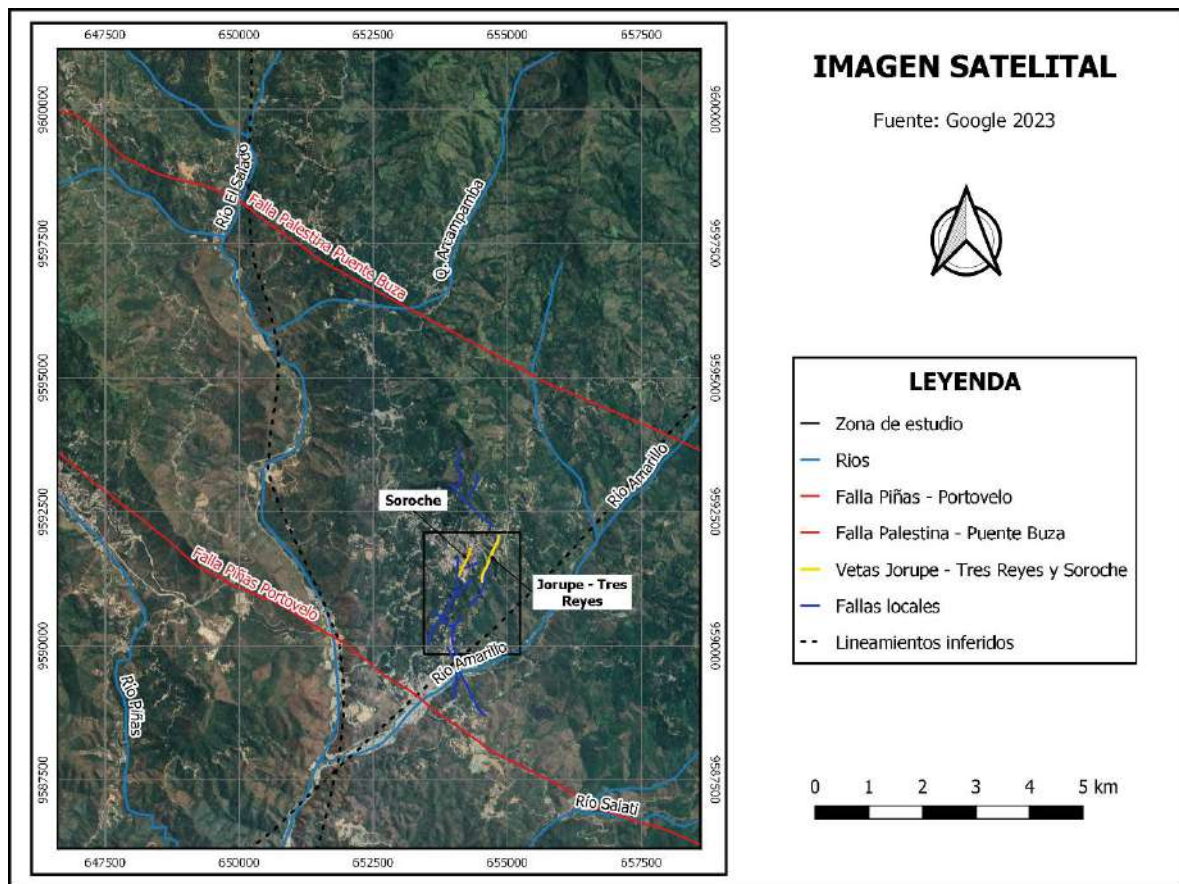 647500 650000 652500 655000 657500
9600000
9597500
9595000
9592500
9590000
9587500
Río El Salado
Falla Palestina Puente Buza
Q. Arcampamba
Río Amarillo
Soroche
Jorupe - Tres
Reyes
Falla Piñas Portovelo
Río Amarillo
Río Piñas
Río Salati
9600000
9597500
9595000
9592500
9590000
9587500
647500 650000 652500 655000 657500
IMAGEN SATELITAL
Fuente: Google 2023
LEYENDA
Zona de estudio
Rios
Falla Piñas - Portovelo
Falla Palestina - Puente Buza
Vetas Jorupe - Tres Reyes y Soroche
Fallas locales
Lineamientos inferidos
0 1 2 3 4 5 km